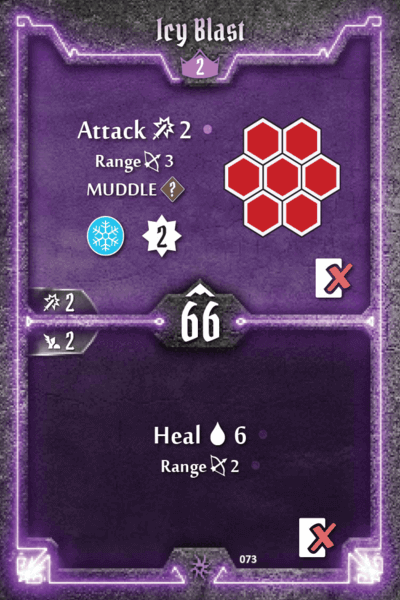 Icy Blast
2
Attack 2
Range 3
MUDDLE ?
2
2
66
2
Heal 6
Range 2
073